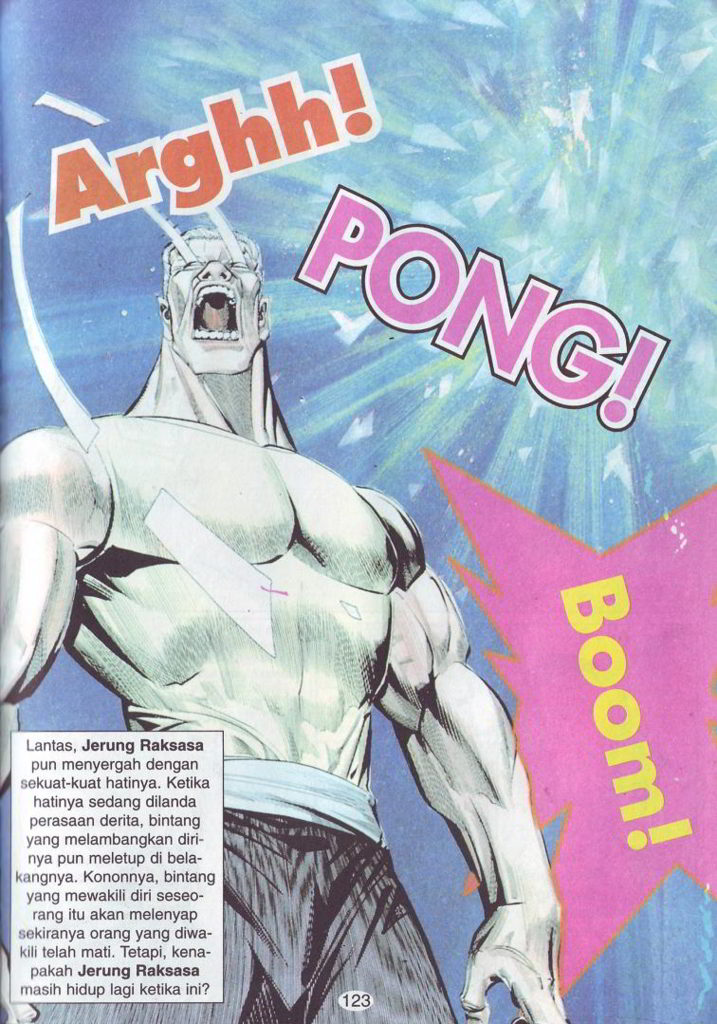 Arghh!
PONG!
Boom!
Lantas, Jerung Raksasa
pun menyergah dengan
sekuat-kuat hatinya. Ketika
hatinya sedang dilanda
perasaan derita, bintang
yang melambangkan diri-
nya pun meletup di bela-
kangnya. Kononnya, bintang
yang mewakili diri seseo-
rang itu akan melenyap
sekiranya orang yang diwa-
kili telah mati. Tetapi, kena-
pakah Jerung Raksasa
masih hidup lagi ketika ini?
123